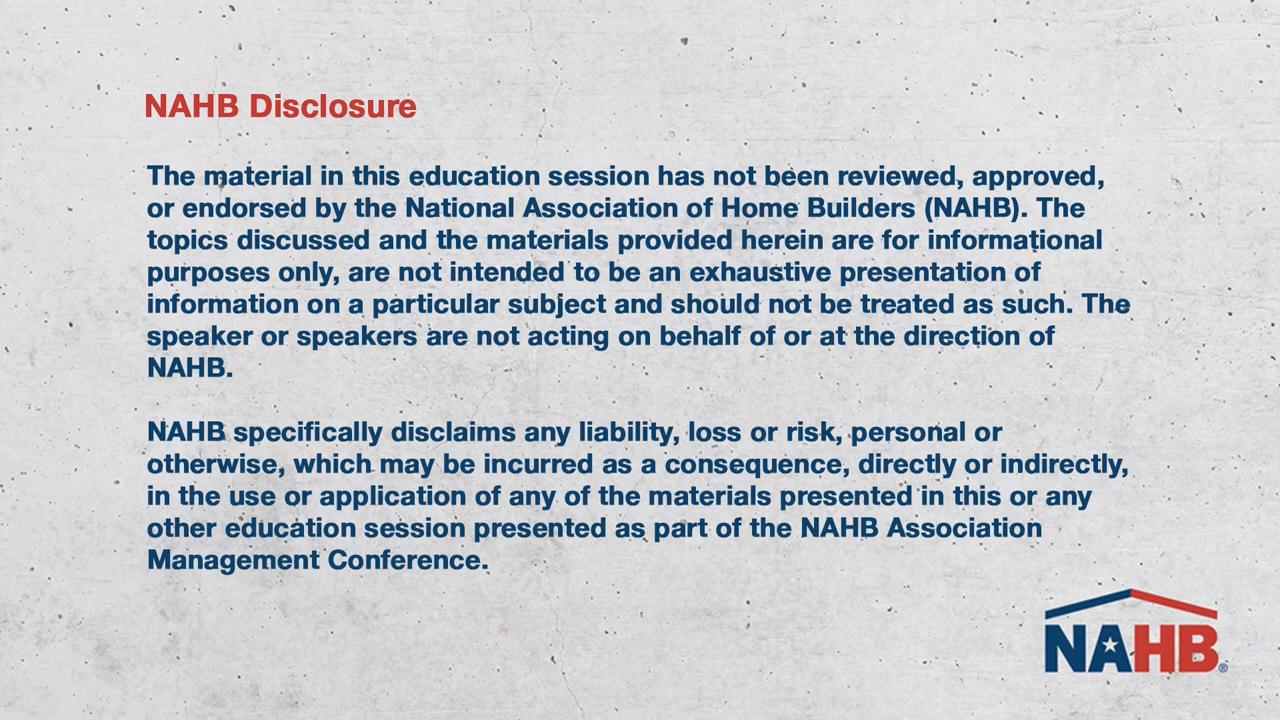 NAHB Disclosure
The material in this education session has not been reviewed, approved,
or endorsed by the National Association of Home Builders (NAHB). The
topics discussed and the materials provided herein are for informational
purposes only, are not intended to be an exhaustive presentation of
information on a particular subject and should not be treated as such. The
speaker or speakers are not acting on behalf of or at the direction of
NAHB.
NAHB specifically disclaims any liability, loss or risk, personal or
otherwise, which may be incurred as a consequence, directly or indirectly,
in the use or application of any of the materials presented in this or any
other education session presented as part of the NAHB Association
Management Conference.
NAHB®